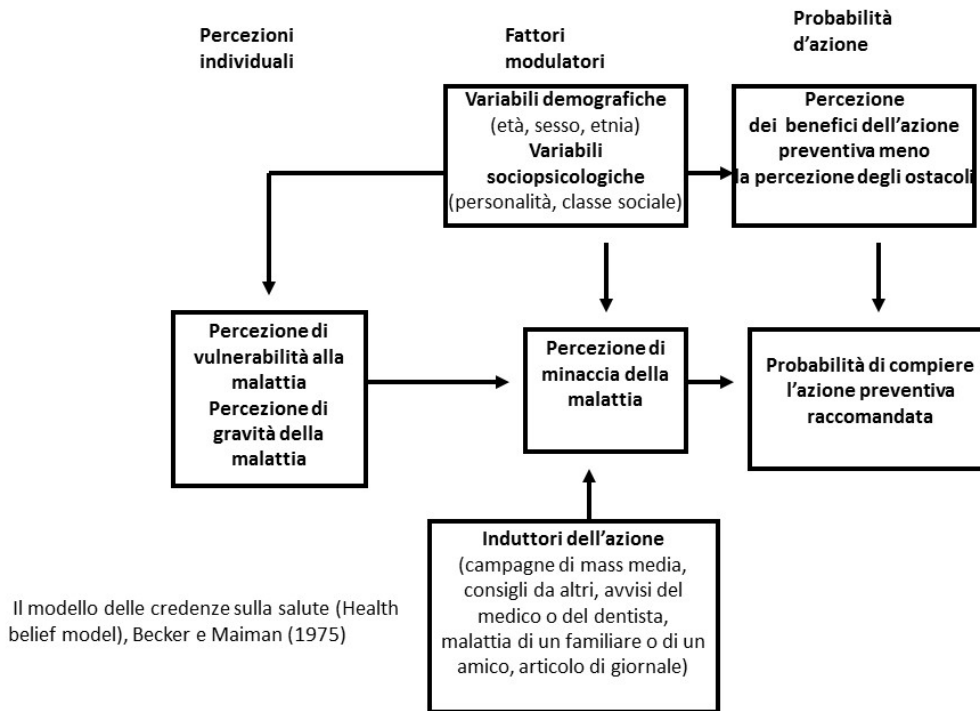 Percezioni
individuali
Fattori
modulatori
Probabilità
d’azione
Variabili demografiche
(età, sesso, etnia)
Variabili
sociopsicologiche
(personalità, classe sociale)
Percezione
dei benefici dell’azione
preventiva meno
la percezione degli ostacoli
Percezione di
vulnerabilità alla
malattia
Percezione di
gravità della
malattia
Percezione di
minaccia della
malattia
Probabilità di compiere
l’azione preventiva
raccomandata
Induttori dell’azione
(campagne di mass media,
consigli da altri, avvisi del
medico o del dentista,
malattia di un familiare o di un
amico, articolo di giornale)
Il modello delle credenze sulla salute (Health
belief model), Becker e Maiman (1975)